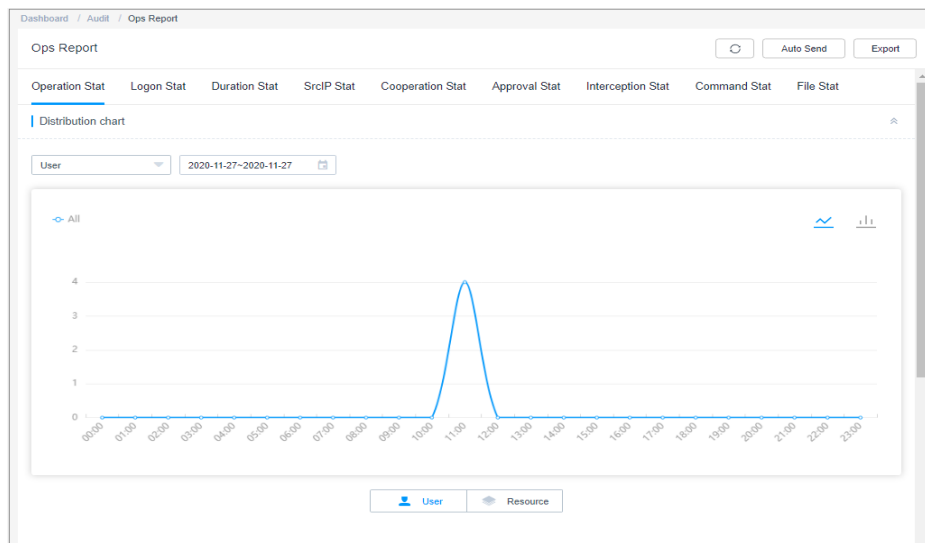 Dashboard / Audit / Ops Report
Ops Report
Auto Send
Export
Operation Stat Logon Stat Duration Stat SrcIP Stat Cooperation Stat Approval Stat Interception Stat Command Stat File Stat
Distribution chart
User
2020-11-27~2020-11-27
All
4
3
2
1
0
00:00 01:00 02:00 03:00 04:00 05:00 06:00 07:00 08:00 09:00 10:00 11:00 12:00 13:00 14:00 15:00 16:00 17:00 18:00 19:00 20:00 21:00 22:00 23:00
User Resource